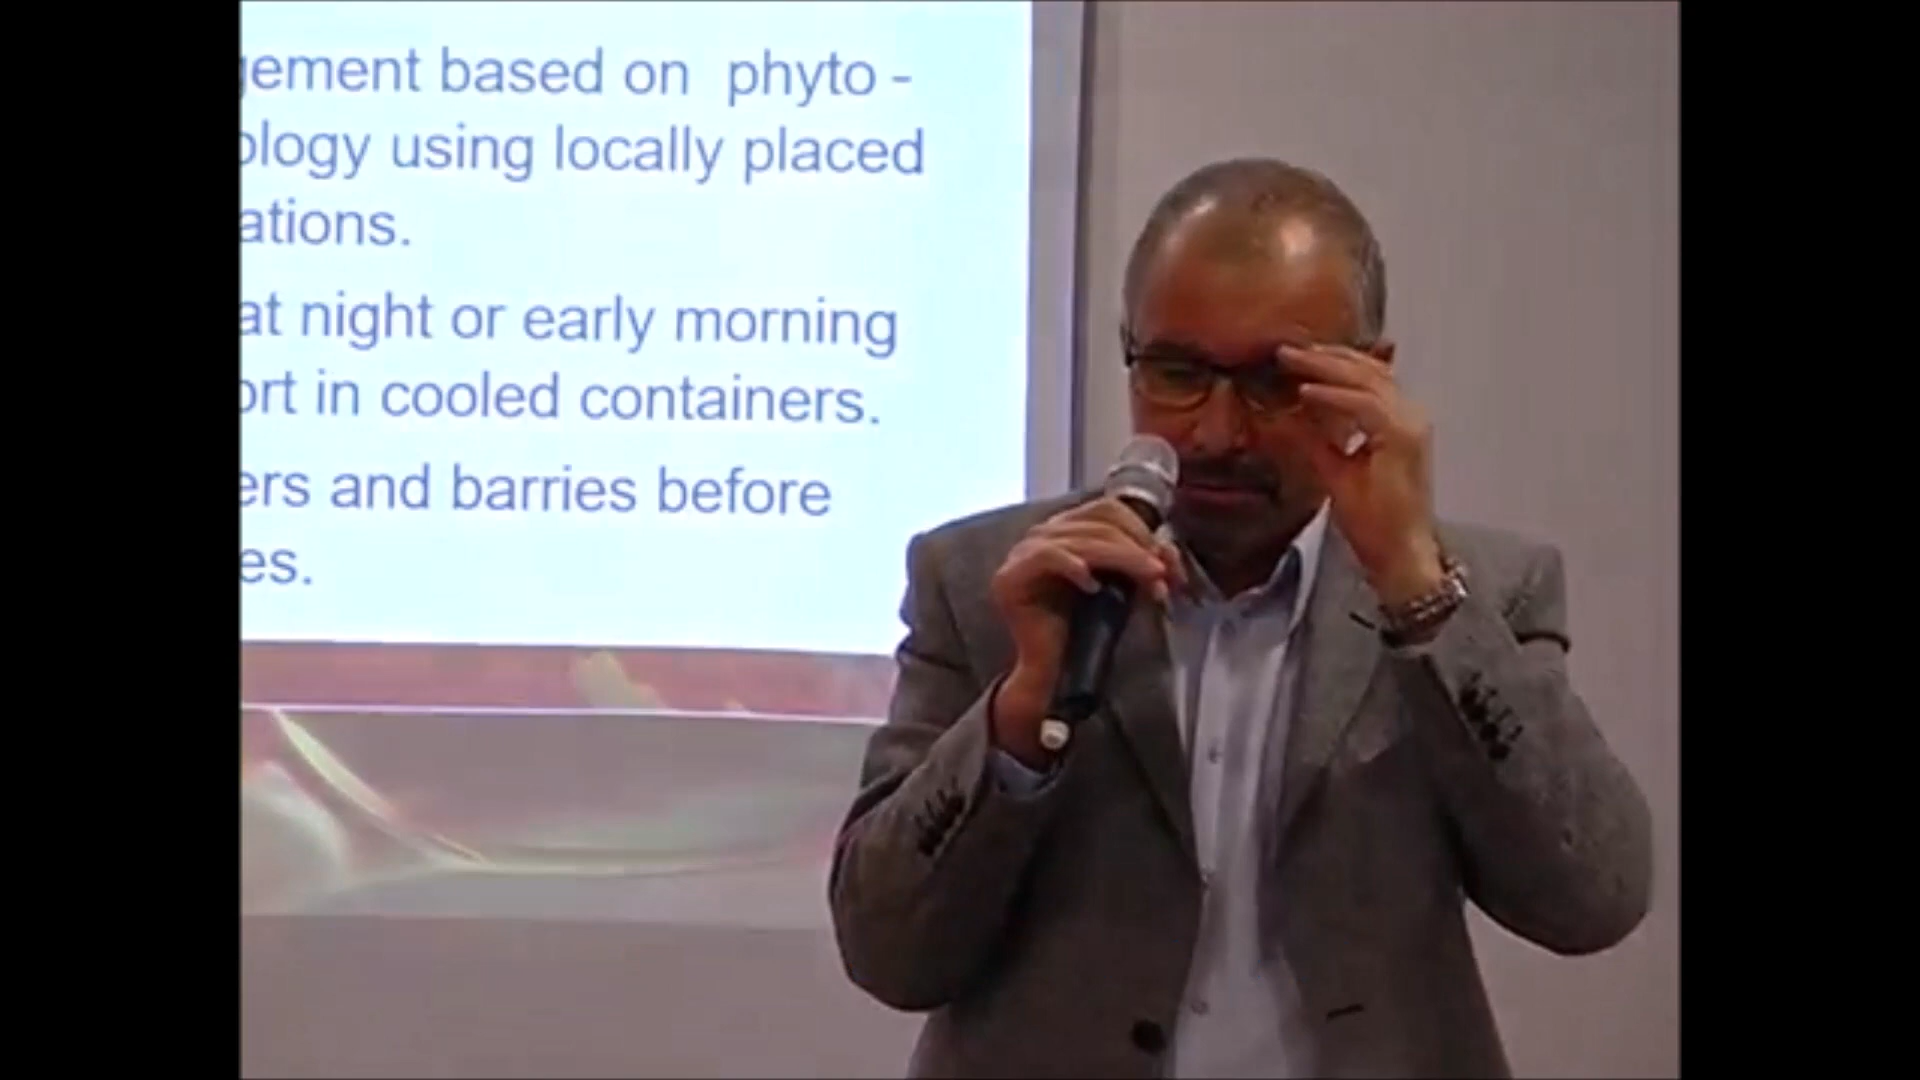 gement based on phyto -
ology using locally placed
ations.
at night or early morning
ort in cooled containers.
ers and barries before
es.